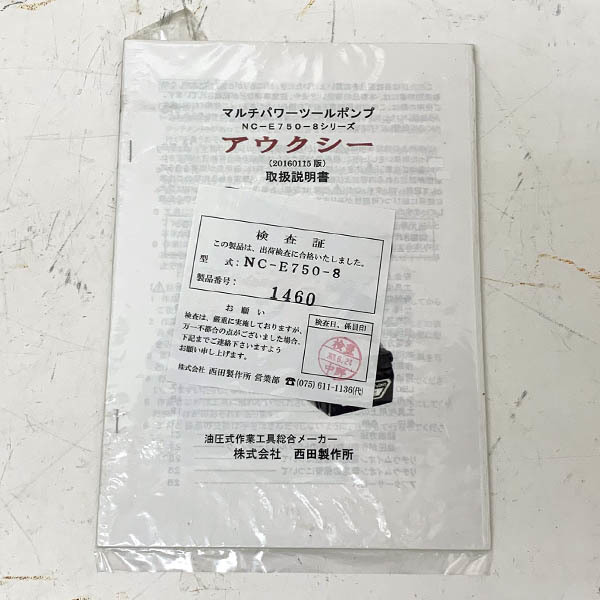 マルチパワーツールポンプ
NC-E750-8シリーズ
アウクシー
(20160115版)
取扱説明書
検査証
この製品は、出荷検査に合格いたしました。
型式：NC-E750-8
製品番号： 1460
お願い
検査は、厳重に実施しておりますが、
万一不都合の点がございました場合、
下記までご連絡下さいますよう
お願い申し上げます。
検査日、係員印
検査
中野
株式会社 西田製作所 営業部 ☎(075)611-1136(代)
油圧式作業工具総合メーカー
株式会社 西田製作所